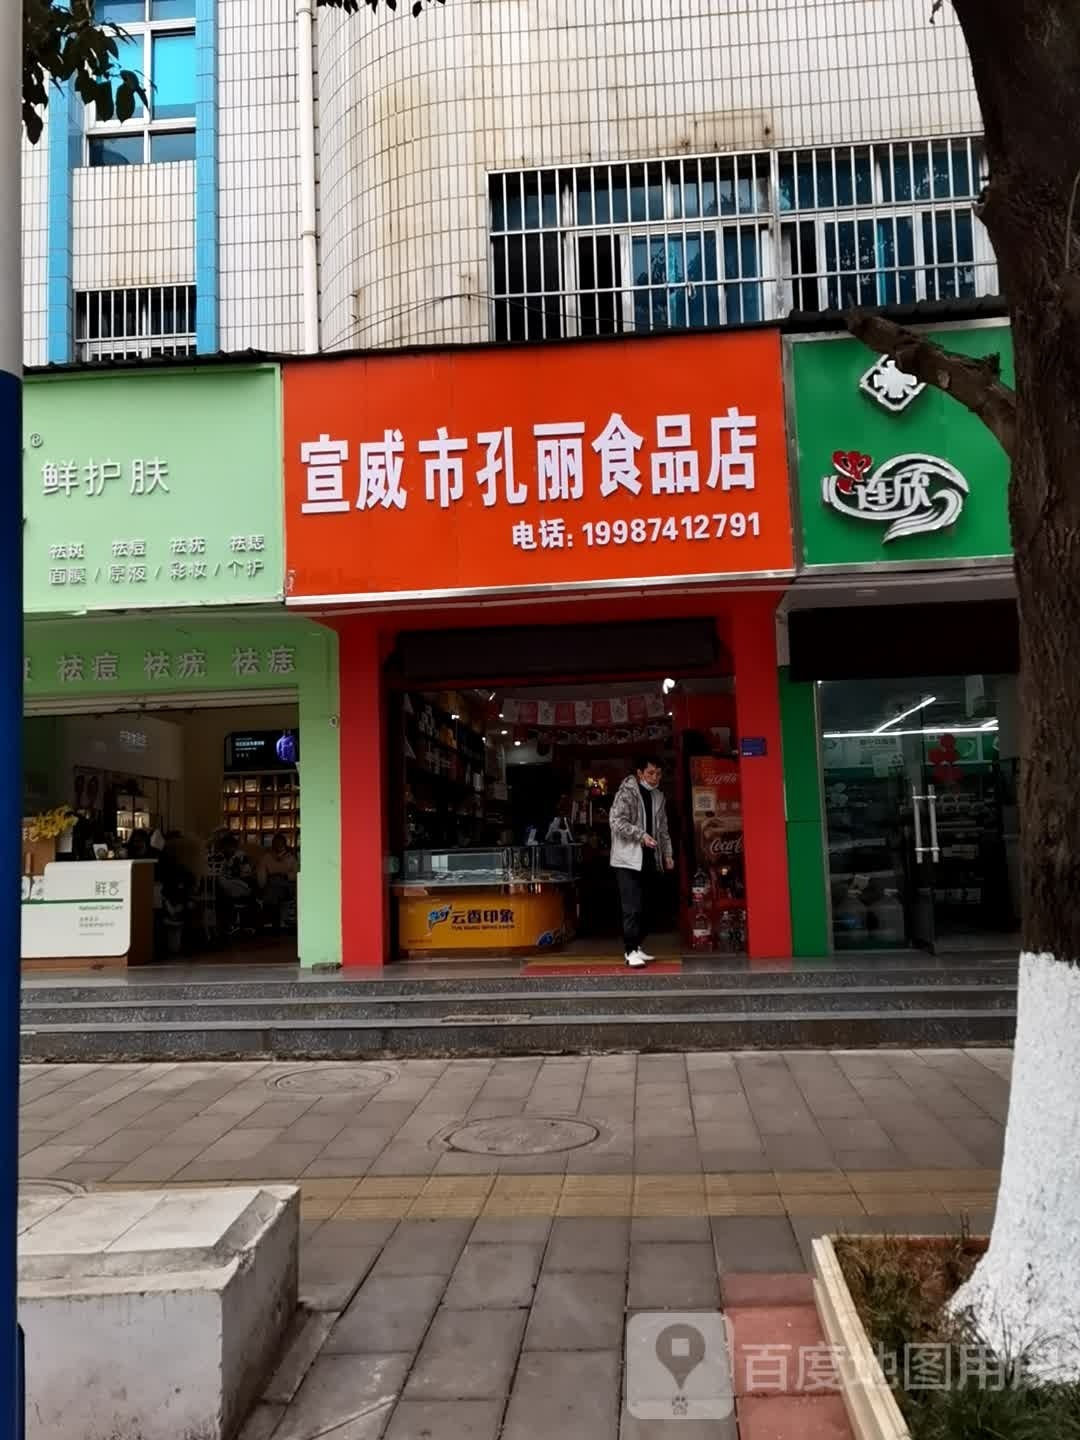 ®
鲜护肤
祛斑 祛痘 祛疣 祛痣
面膜/原液/彩妆/个护
祛痘 祛疣 祛痣
宣威市孔丽食品店
电话: 19987412791
连欣
鲜言
云香印象
百度地图用户